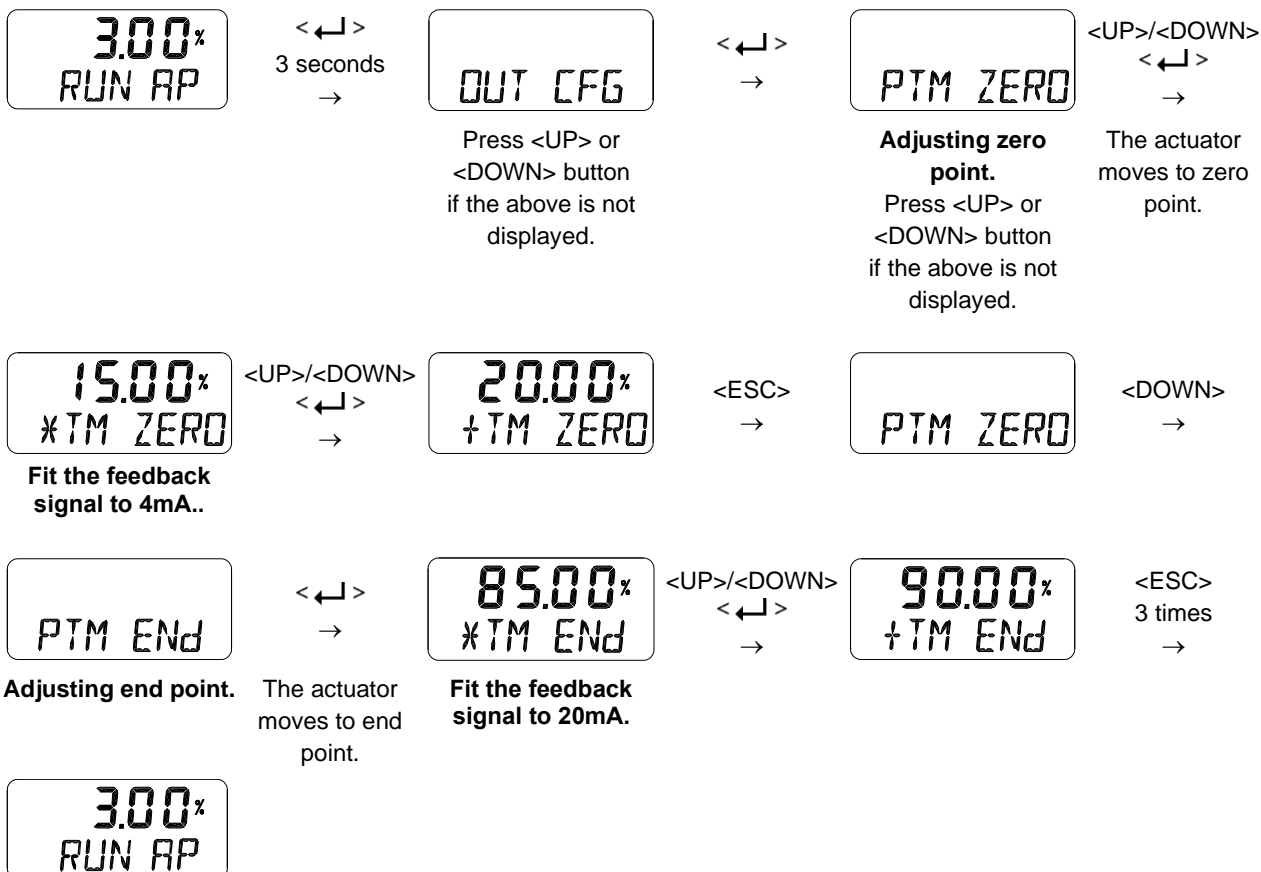 3.00%
RUN AP
< ↵ >
3 seconds
→
OUT CFG
Press <UP> or
<DOWN> button
if the above is not
displayed.
< ↵ >
→
PTM ZERO
Adjusting zero
point.
Press <UP> or
<DOWN> button
if the above is not
displayed.
<UP>/<DOWN>
< ↵ >
→
The actuator
moves to zero
point.
15.00%
*TM ZERO
Fit the feedback
signal to 4mA..
<UP>/<DOWN>
< ↵ >
→
20.00%
+TM ZERO
<ESC>
→
PTM ZERO
<DOWN>
→
PTM ENd
Adjusting end point.
< ↵ >
→
The actuator
moves to end
point.
85.00%
*TM ENd
Fit the feedback
signal to 20mA.
<UP>/<DOWN>
< ↵ >
→
90.00%
+TM ENd
<ESC>
3 times
→
3.00%
RUN AP